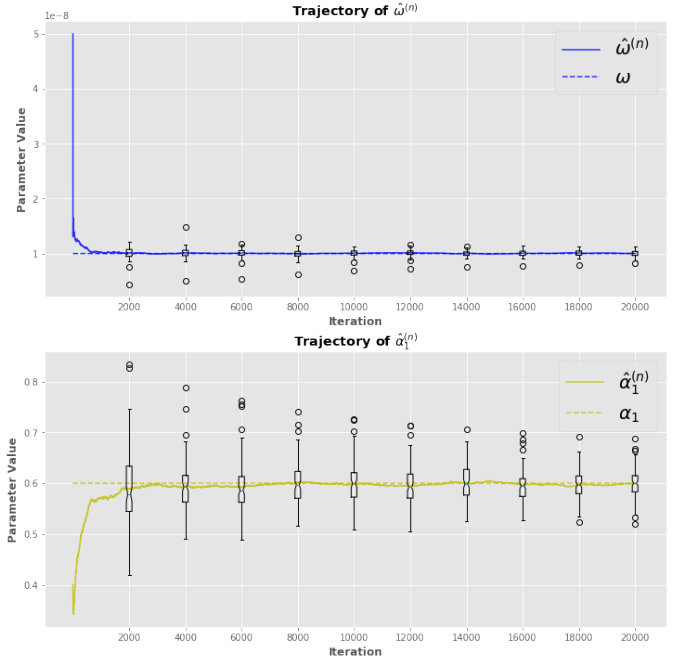 Trajectory of ω̂⁽ⁿ⁾
1e−8
5
4
3
2
1
Parameter Value
ω̂⁽ⁿ⁾
ω
2000 4000 6000 8000 10000 12000 14000 16000 18000 20000
Iteration
Trajectory of α̂₁⁽ⁿ⁾
0.8
0.7
0.6
0.5
0.4
Parameter Value
α̂₁⁽ⁿ⁾
α₁
2000 4000 6000 8000 10000 12000 14000 16000 18000 20000
Iteration